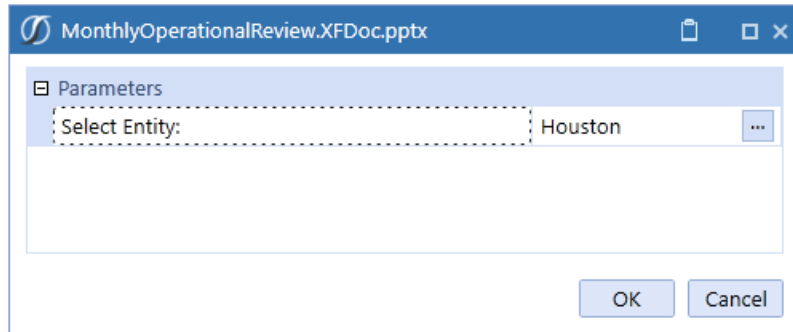 MonthlyOperationalReview.XFDoc.pptx
Parameters
Select Entity: Houston ...
OK Cancel